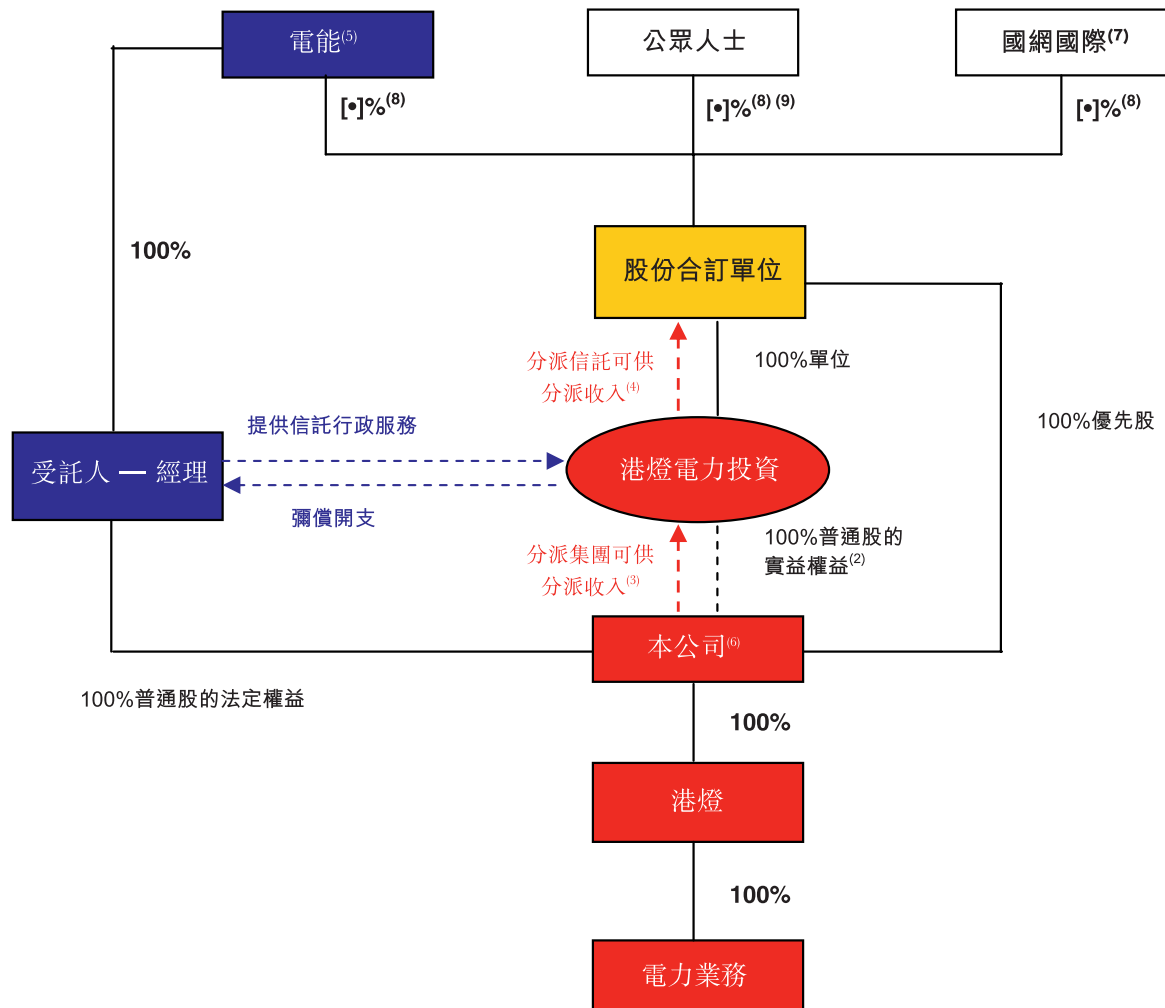 電能(5)
公眾人士
國網國際(7)
[•]%(8)
[•]%(8) (9)
[•]%(8)
100%
股份合訂單位
分派信託可供
分派收入(4)
100%單位
100%優先股
提供信託行政服務
受託人 — 經理
港燈電力投資
彌償開支
分派集團可供
分派收入(3)
100%普通股的
實益權益(2)
本公司(6)
100%普通股的法定權益
100%
港燈
100%
電力業務